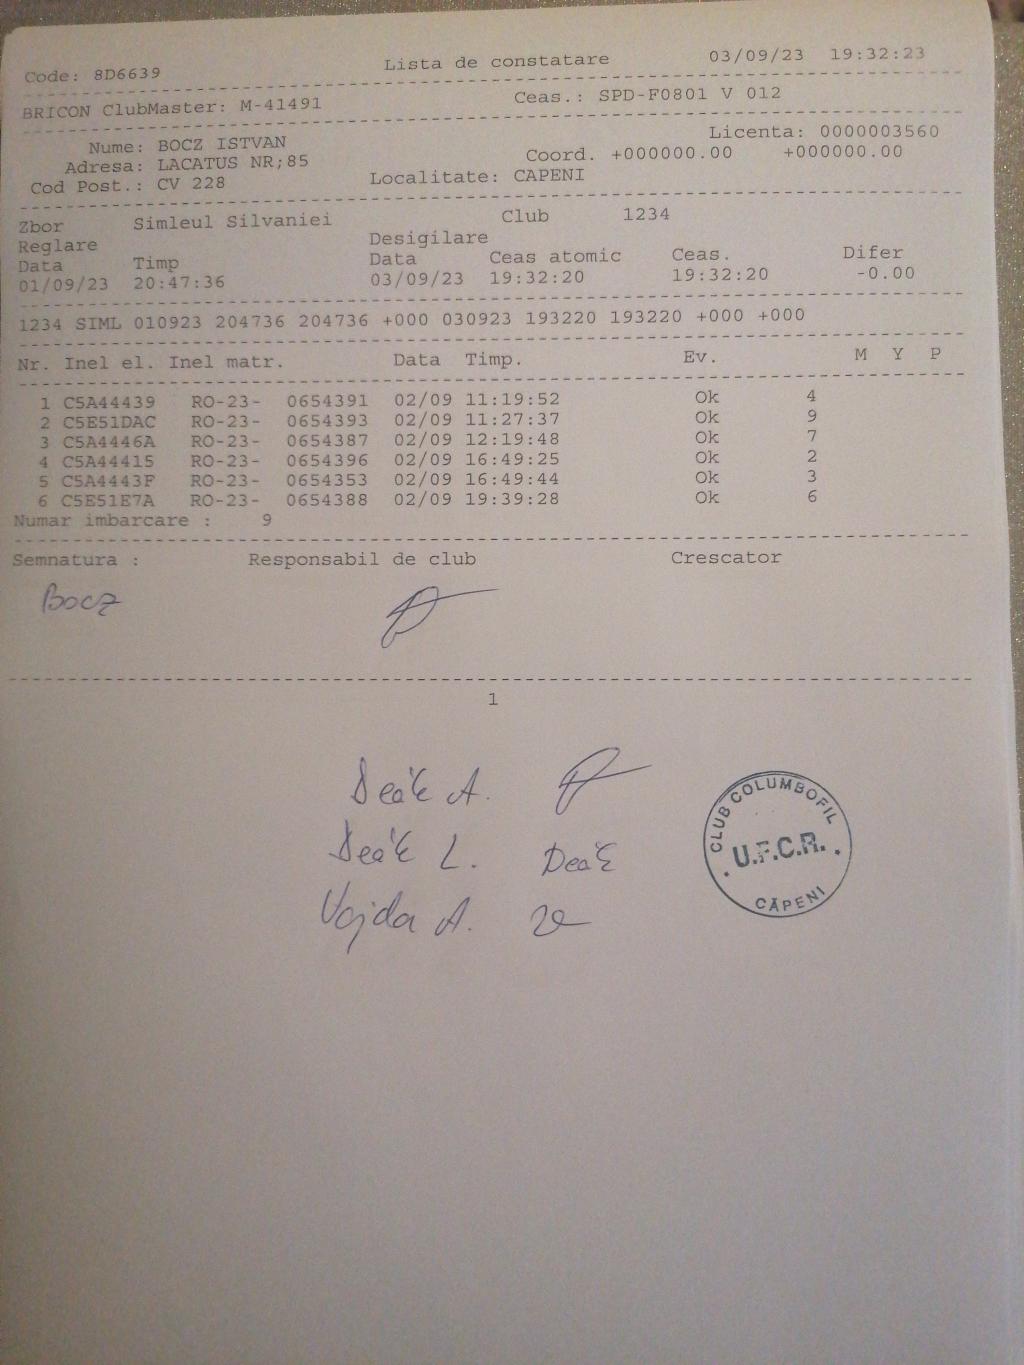 Code: 8D6639 Lista de constatare 03/09/23 19:32:23
BRICON ClubMaster: M-41491 Ceas.: SPD-F0801 V 012
Nume: BOCZ ISTVAN Licenta: 0000003560
Adresa: LACATUS NR;85 Coord. +000000.00 +000000.00
Cod Post.: CV 228 Localitate: CAPENI
Zbor Simleul Silvaniei Club 1234
Reglare Desigilare
Data Timp Data Ceas atomic Ceas. Difer
01/09/23 20:47:36 03/09/23 19:32:20 19:32:20 -0.00
1234 SIML 010923 204736 204736 +000 030923 193220 193220 +000 +000
Nr. Inel el. Inel matr. Data Timp. Ev. M Y P
1 C5A44439 RO-23- 0654391 02/09 11:19:52 Ok 4
2 C5E51DAC RO-23- 0654393 02/09 11:27:37 Ok 9
3 C5A4446A RO-23- 0654387 02/09 12:19:48 Ok 7
4 C5A44415 RO-23- 0654396 02/09 16:49:25 Ok 2
5 C5A4443F RO-23- 0654353 02/09 16:49:44 Ok 3
6 C5E51E7A RO-23- 0654388 02/09 19:39:28 Ok 6
Numar imbarcare : 9
Semnatura : Responsabil de club Crescator
Bocz
1
Deák A.
Deák L. Deák
Vajda A.
CLUB COLUMBOFIL
U.F.C.R.
CĂPENI